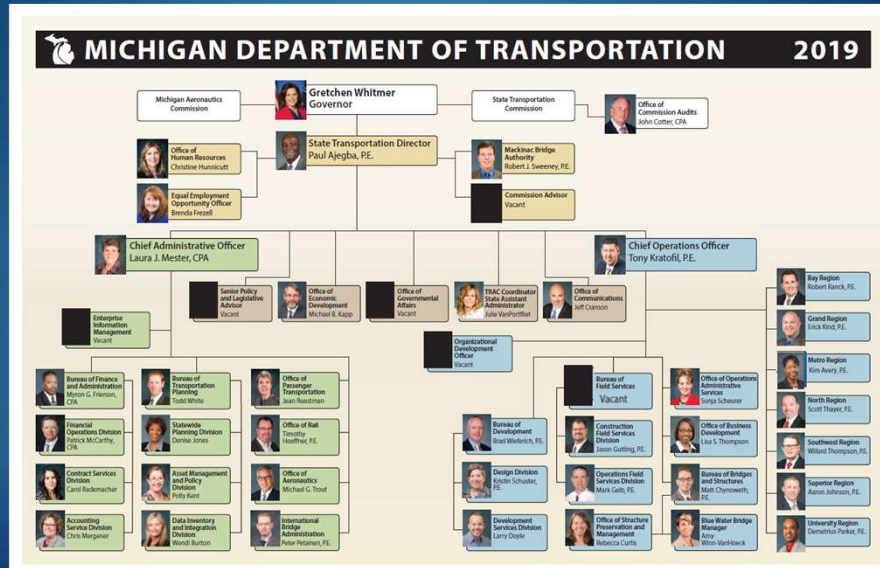 MICHIGAN DEPARTMENT OF TRANSPORTATION 2019
Michigan Aeronautics
Commission
Gretchen Whitmer
Governor
State Transportation
Commission
Office of
Commission Audits
John Cotter, CPA
Office of
Human Resources
Christine Hunnicutt
State Transportation Director
Paul Ajegba, P.E.
Mackinac Bridge
Authority
Robert J. Sweeney, P.E.
Equal Employment
Opportunity Officer
Brenda Frezell
Commission Advisor
Vacant
Chief Administrative Officer
Laura J. Mester, CPA
Chief Operations Officer
Tony Kratofil, P.E.
Senior Policy
and Legislative
Advisor
Vacant
Office of
Economic
Development
Michael B. Kapp
Office of
Governmental
Affairs
Vacant
TRAC Coordinator
State Assistant
Administrator
Julie VanPortfliet
Office of
Communications
Jeff Cranson
Enterprise
Information
Management
Vacant
Organizational
Development
Officer
Vacant
Bureau of Finance
and Administration
Myron G. Frierson,
CPA
Bureau of
Transportation
Planning
Todd White
Office of
Passenger
Transportation
Jean Ruestman
Financial
Operations Division
Patrick McCarthy,
CPA
Statewide
Planning Division
Denise Jones
Office of Rail
Timothy
Hoeffner, P.E.
Contract Services
Division
Carol Rademacher
Asset Management
and Policy
Division
Polly Kent
Office of
Aeronautics
Michael G. Trout
Accounting
Service Division
Chris Mergener
Data Inventory
and Integration
Division
Wendi Burton
International
Bridge
Administration
Peter Petainen, P.E.
Bureau of
Field Services
Vacant
Office of Operations
Administrative
Services
Sonja Scheurer
Bureau of
Development
Brad Wieferich, P.E.
Construction
Field Services
Division
Jason Gutting, P.E.
Office of Business
Development
Lisa S. Thompson
Design Division
Kristin Schuster,
P.E.
Operations Field
Services Division
Mark Geib, P.E.
Bureau of Bridges
and Structures
Matt Chynoweth,
P.E.
Development
Services Division
Larry Doyle
Office of Structure
Preservation and
Management
Rebecca Curtis
Blue Water Bridge
Manager
Amy
Winn-VanHoeck
Bay Region
Robert Ranck, P.E.
Grand Region
Erick Kind, P.E.
Metro Region
Kim Avery, P.E.
North Region
Scott Thayer, P.E.
Southwest Region
Willard Thompson, P.E.
Superior Region
Aaron Johnson, P.E.
University Region
Demetrius Parker, P.E.